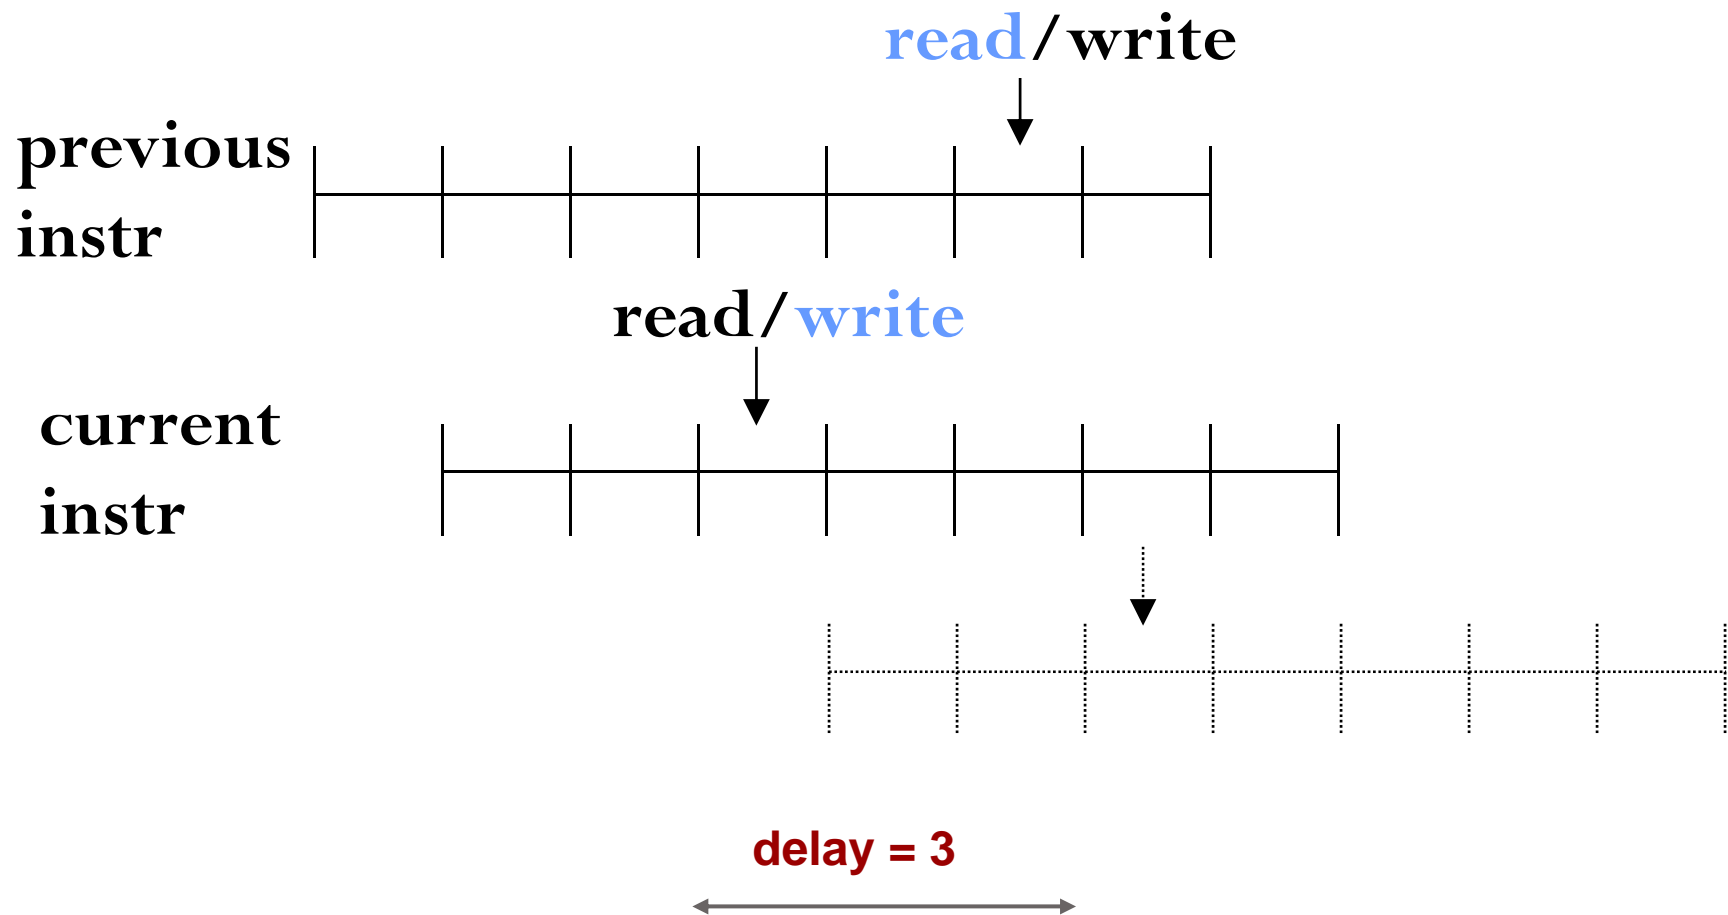 read/write
previous
instr
read/write
current
instr
delay = 3